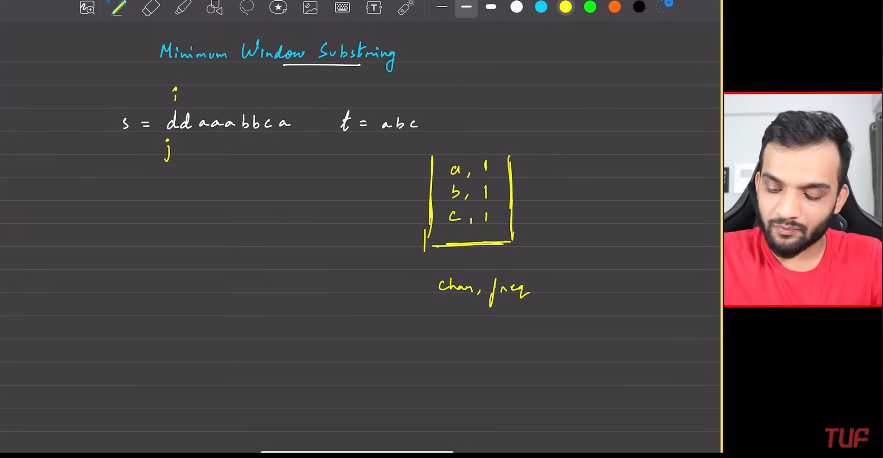 Minimum Window Substring
i
s = ddaaabbca t = abc
j
a, 1
b, 1
c, 1
char, freq
TUF